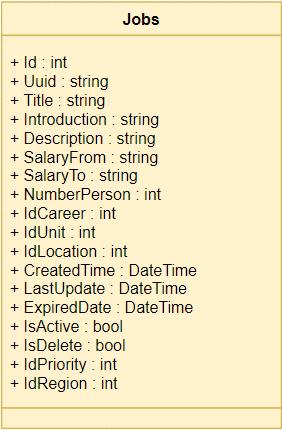 Jobs
+ Id : int
+ Uuid : string
+ Title : string
+ Introduction : string
+ Description : string
+ SalaryFrom : string
+ SalaryTo : string
+ NumberPerson : int
+ IdCareer : int
+ IdUnit : int
+ IdLocation : int
+ CreatedTime : DateTime
+ LastUpdate : DateTime
+ ExpiredDate : DateTime
+ IsActive : bool
+ IsDelete : bool
+ IdPriority : int
+ IdRegion : int